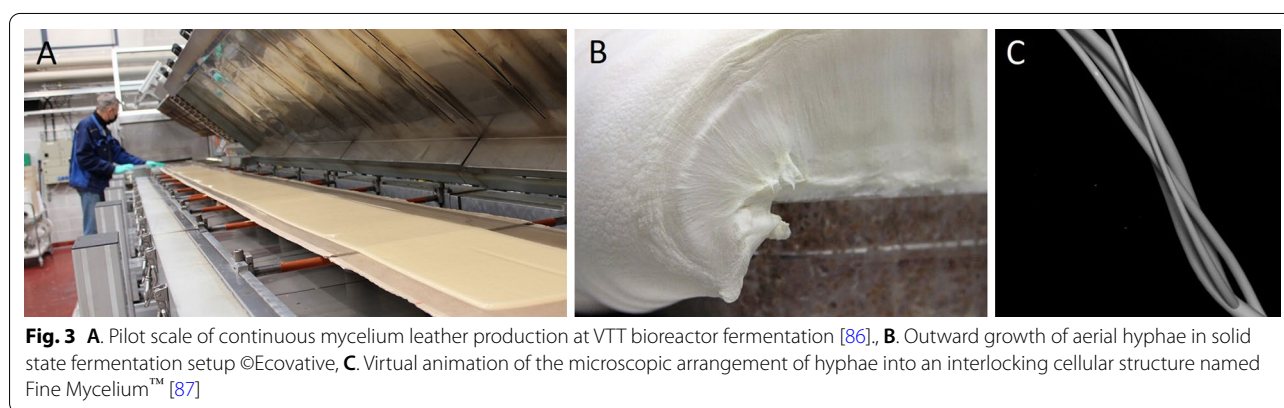 A
B
C
Fig. 3 A. Pilot scale of continuous mycelium leather production at VTT bioreactor fermentation [86]., B. Outward growth of aerial hyphae in solid
state fermentation setup ©Ecovative, C. Virtual animation of the microscopic arrangement of hyphae into an interlocking cellular structure named
Fine Mycelium™ [87]